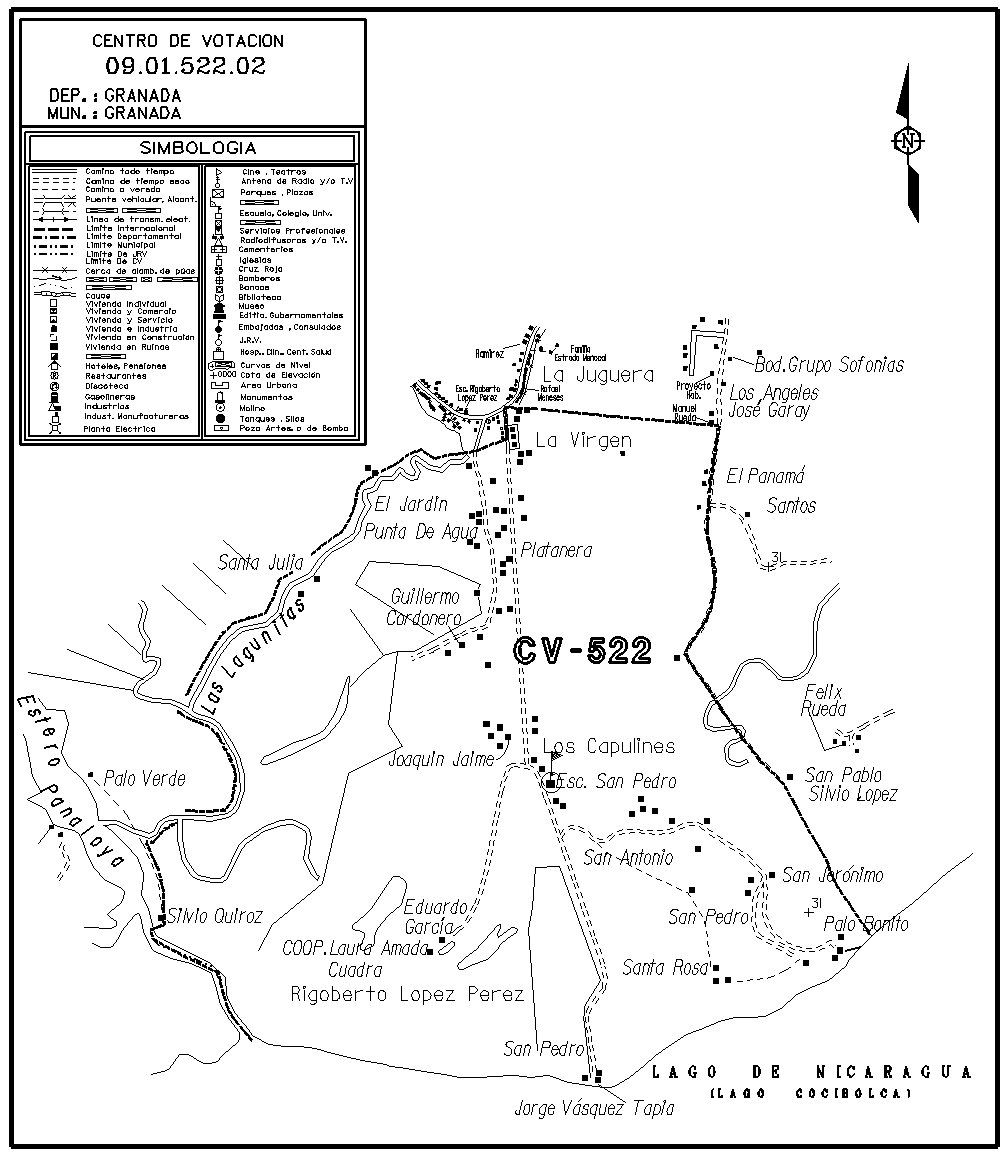 CENTRO DE VOTACION
09.01.522.02
DEP. : GRANADA
MUN. : GRANADA
SIMBOLOGIA
Camino todo tiempo
Camino de tiempo seco
Camino o vereda
Puente vehicular, Alcant.
Linea de transm. elect.
Limite Internacional
Limite Departamental
Limite Municipal
Limite De JRV
Limite De CV
Cerca de alamb. de púas
Cauce
Vivienda Individual
Vivienda y Comercio
Vivienda y Servicio
Vivienda e Industria
Vivienda en Construcción
Vivienda en Ruinas
Hoteles, Pensiones
Restaurantes
Discoteca
Gasolineras
Industrias
Indust. Manufactureras
Planta Electrica
Cine , Teatros
Antena de Radio y/o T.V
Parques , Plazas
Escuela, Colegio, Univ.
Servicios Profesionales
Radiodifusoras y/o T.V.
Cementerios
Iglesias
Cruz Roja
Bomberos
Bancos
Biblioteca
Museo
Edific. Gubernamentales
Embajadas , Consulados
J.R.V.
Hosp., Clin., Cent. Salud
Curvas de Nivel
Cota de Elevación
Area Urbana
Monumentos
Molino
Tanques , Silos
Pozo Artes. o de Bomba
N
Ramirez
Familia
Estrada Menocal
La Juguera
Esc. Rigoberto
Lopez Perez
Rafael
Meneses
Bod. Grupo Sofonias
Proyecto
Hab.
Los Angeles
José Garay
Manuel
Rueda
La Virgen
El Panamá
Santos
El Jardin
Punta De Agua
Platanera
31
Santa Julia
Guillermo
Cardonero
Las Lagunitas
CV-522
Felix
Rueda
Estero Panaloya
Los Capulines
Joaquin Jaime
Palo Verde
Esc. San Pedro
San Pablo
Silvio Lopez
San Antonio
San Jerónimo
31
Eduardo
García
San Pedro
Palo Bonito
Silvio Quiroz
COOP. Laura Amada
Cuadra
Santa Rosa
Rigoberto Lopez Perez
San Pedro
LAGO DE NICARAGUA
(LAGO COCIBOLCA)
Jorge Vásquez Tapia